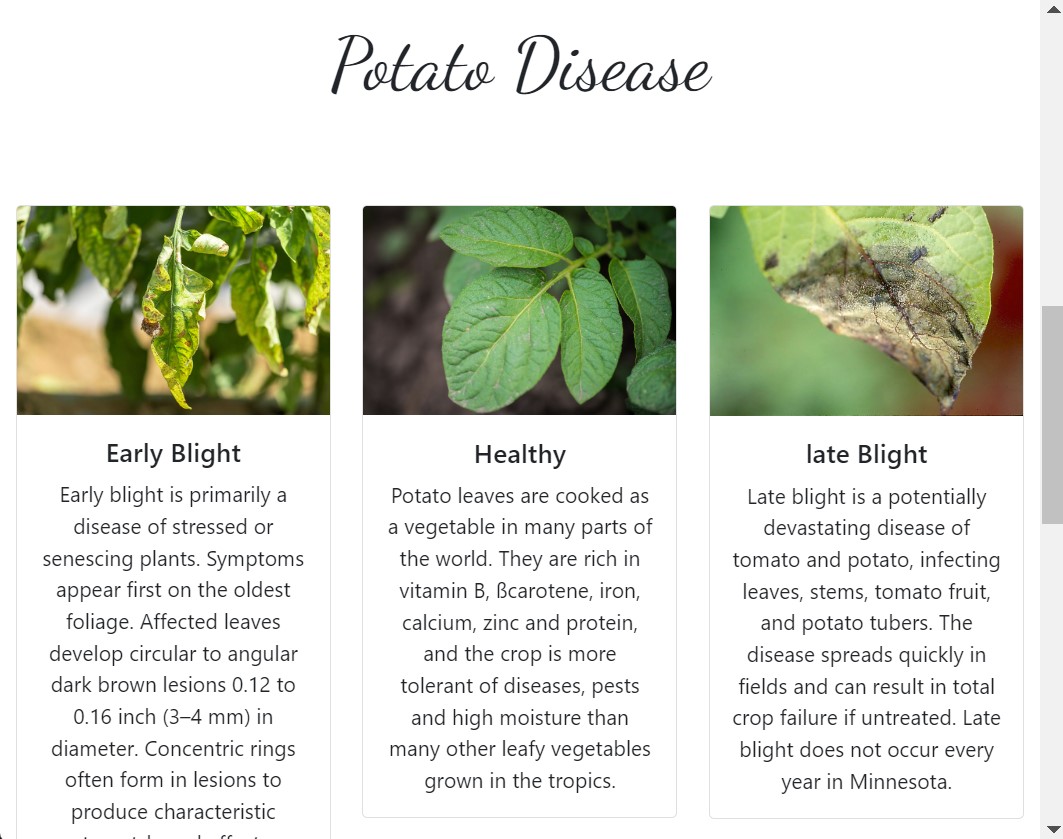 Potato Disease
Early Blight
Early blight is primarily a
disease of stressed or
senescing plants. Symptoms
appear first on the oldest
foliage. Affected leaves
develop circular to angular
dark brown lesions 0.12 to
0.16 inch (3–4 mm) in
diameter. Concentric rings
often form in lesions to
produce characteristic
Healthy
Potato leaves are cooked as
a vegetable in many parts of
the world. They are rich in
vitamin B, ßcarotene, iron,
calcium, zinc and protein,
and the crop is more
tolerant of diseases, pests
and high moisture than
many other leafy vegetables
grown in the tropics.
late Blight
Late blight is a potentially
devastating disease of
tomato and potato, infecting
leaves, stems, tomato fruit,
and potato tubers. The
disease spreads quickly in
fields and can result in total
crop failure if untreated. Late
blight does not occur every
year in Minnesota.